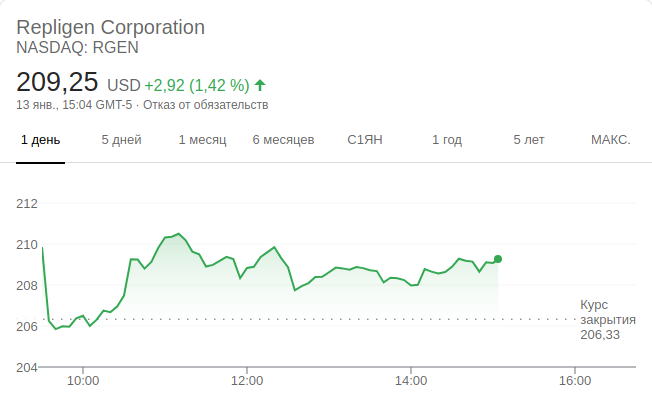 Repligen Corporation
NASDAQ: RGEN
209,25 USD +2,92 (1,42 %)
13 янв., 15:04 GMT-5 · Отказ от обязательств
1 день 5 дней 1 месяц 6 месяцев С1ЯН 1 год 5 лет МАКС.
212
210
208
206
204
Курс
закрытия
206,33
10:00 12:00 14:00 16:00